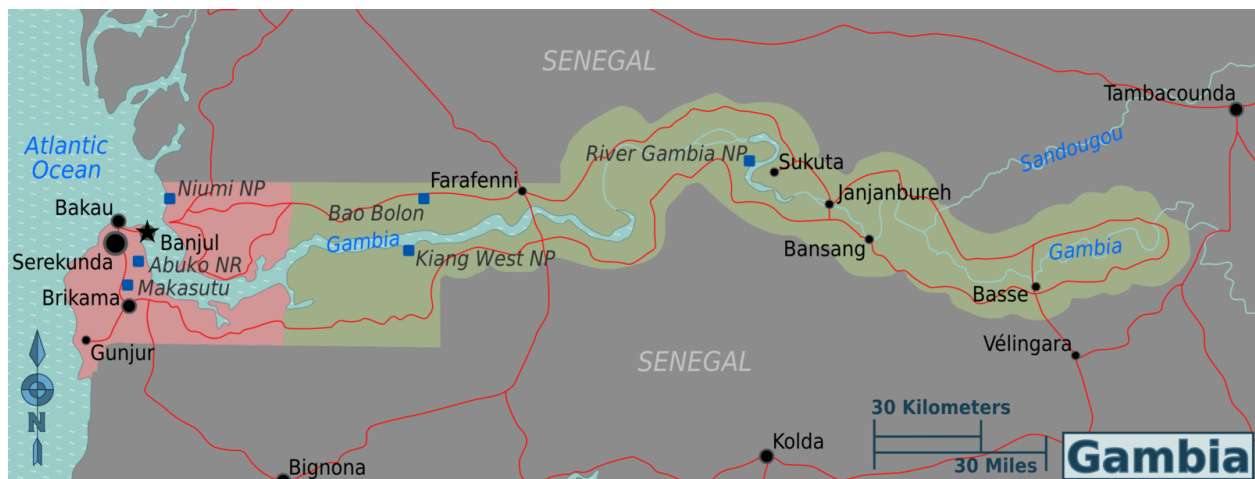 SENEGAL
Tambacounda
Atlantic
Ocean
Sandougou
River Gambia NP
Sukuta
Niumi NP
Farafenni
Janjanbureh
Bakau
Bao Bolon
Banjul
Gambia
Bansang
Gambia
Serekunda
Abuko NR
Kiang West NP
Makasutu
Basse
Brikama
Gunjur
Vélingara
SENEGAL
30 Kilometers
N
Kolda
30 Miles
Gambia
Bignona